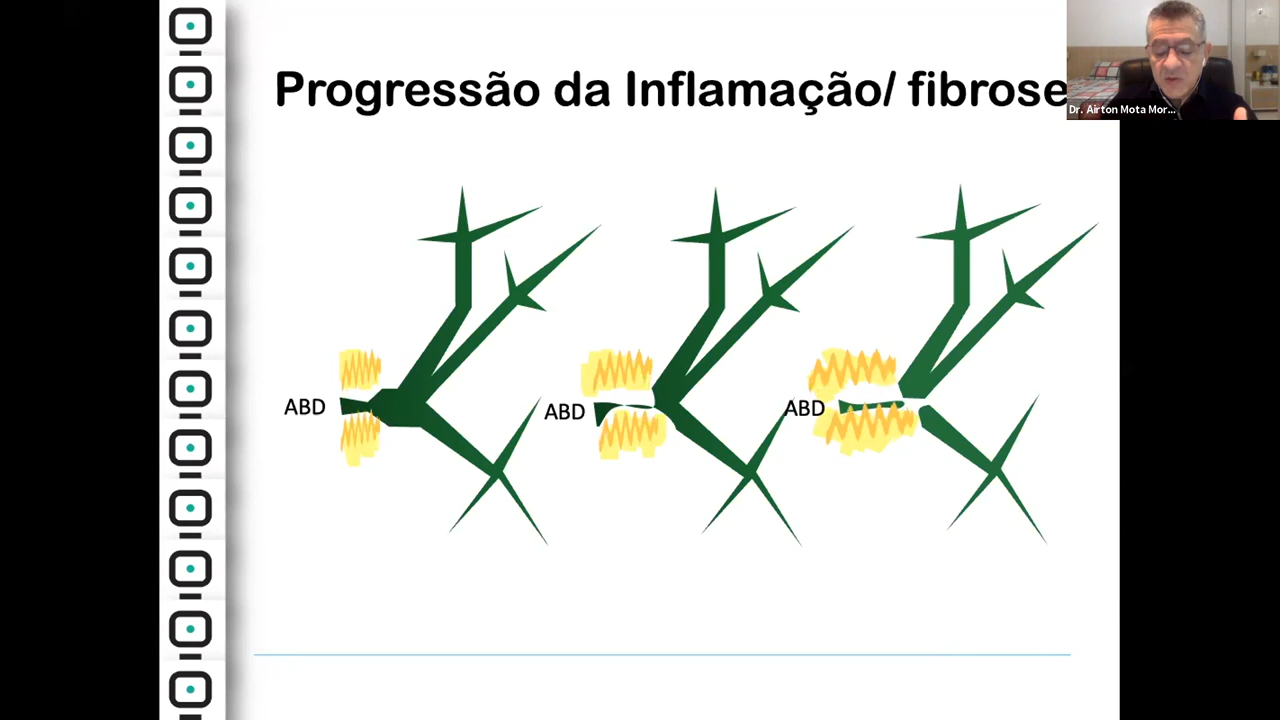 Progressão da Inflamação/ fibrose
Dr. Airton Mota Mor...
ABD
ABD
ABD